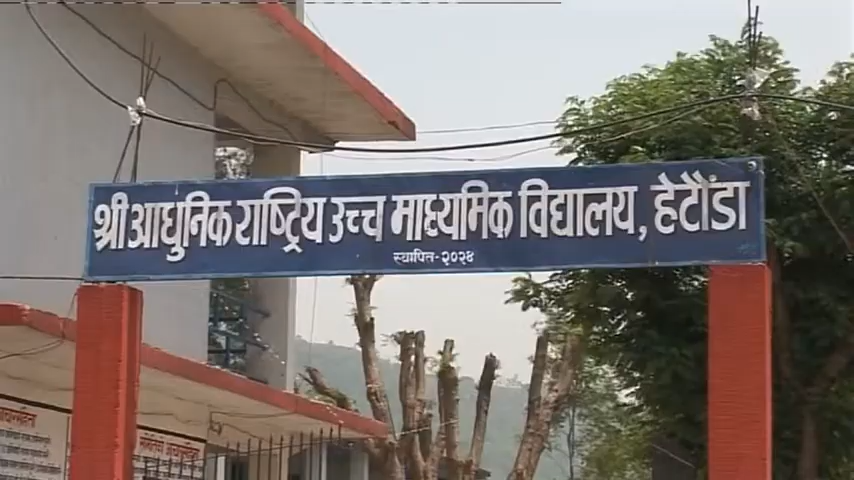 श्री आधुनिक राष्ट्रिय उच्च माध्यमिक विद्यालय, हेटौंडा
स्थापित-२०२४